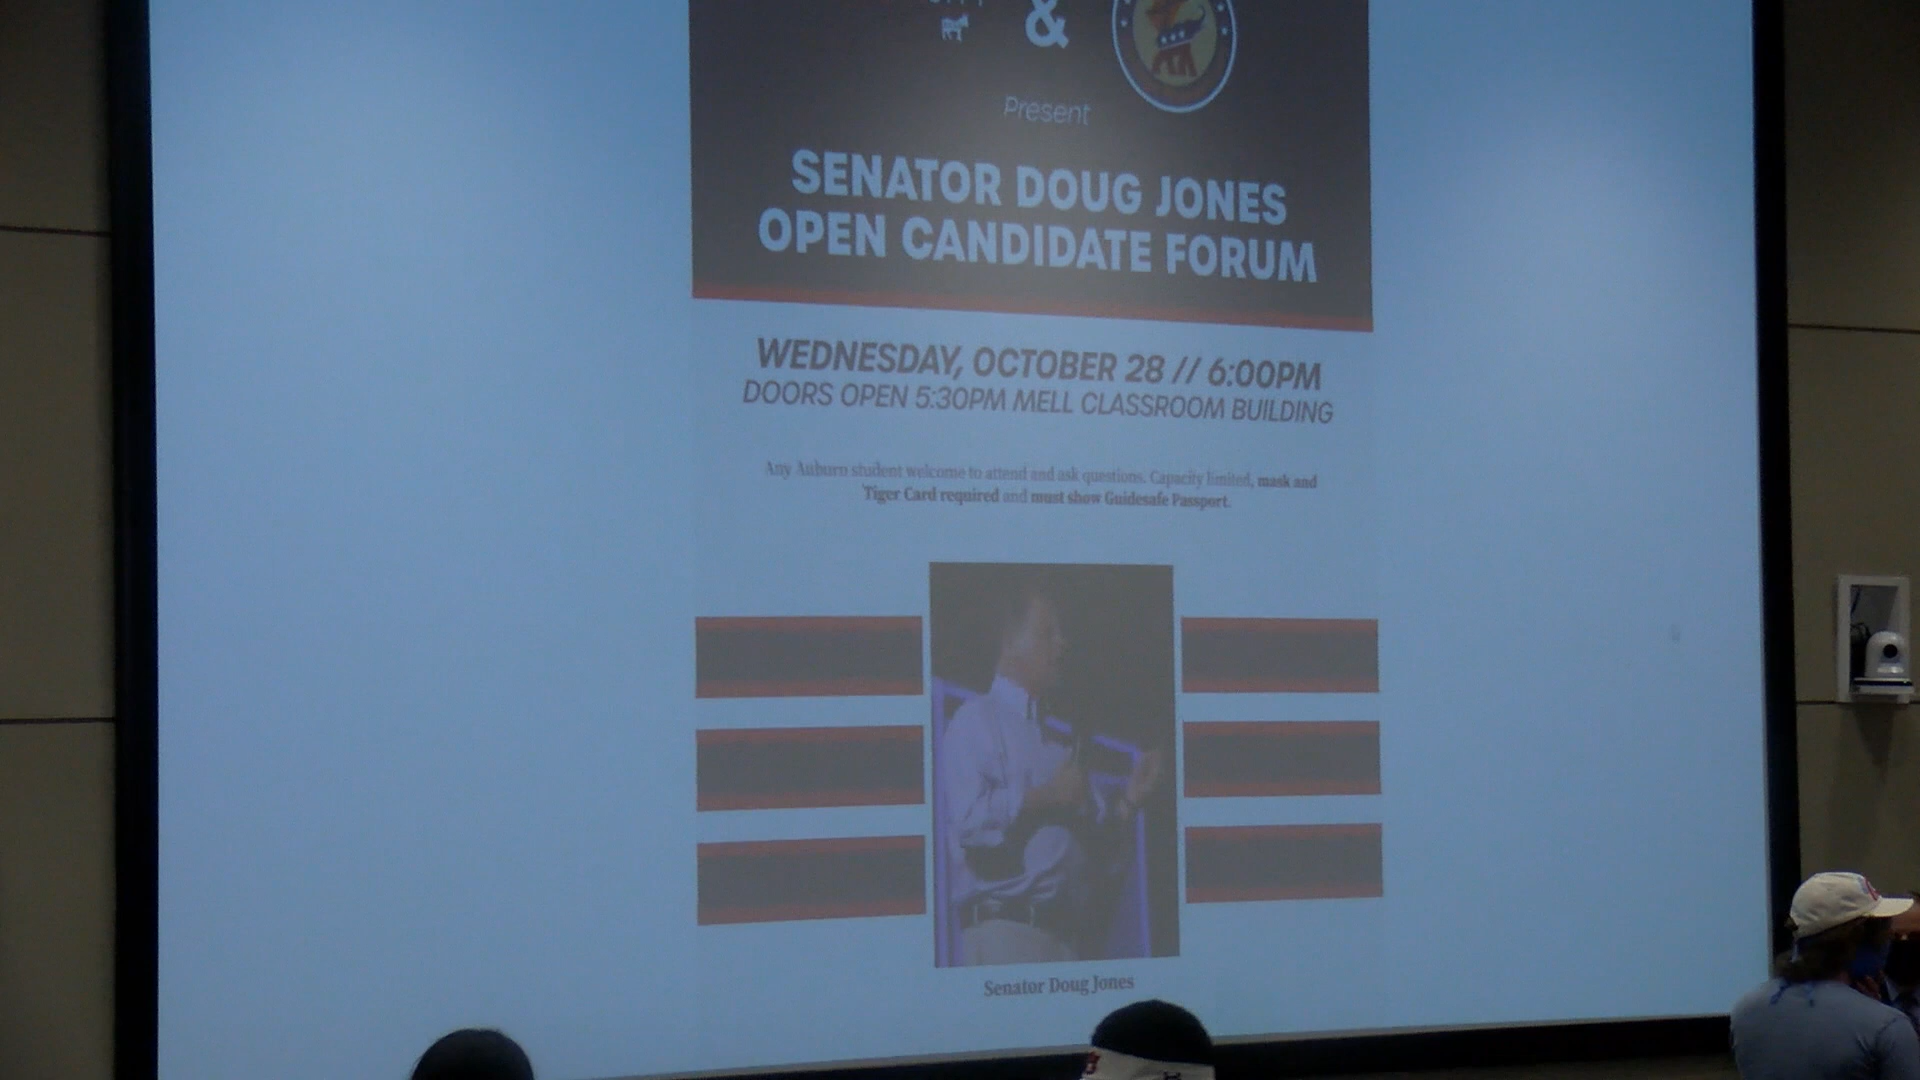 &
Present
SENATOR DOUG JONES
OPEN CANDIDATE FORUM
WEDNESDAY, OCTOBER 28 // 6:00PM
DOORS OPEN 5:30PM MELL CLASSROOM BUILDING
Any Auburn student welcome to attend and ask questions. Capacity limited, mask and
Tiger Card required and must show Guidesafe Passport.
Senator Doug Jones